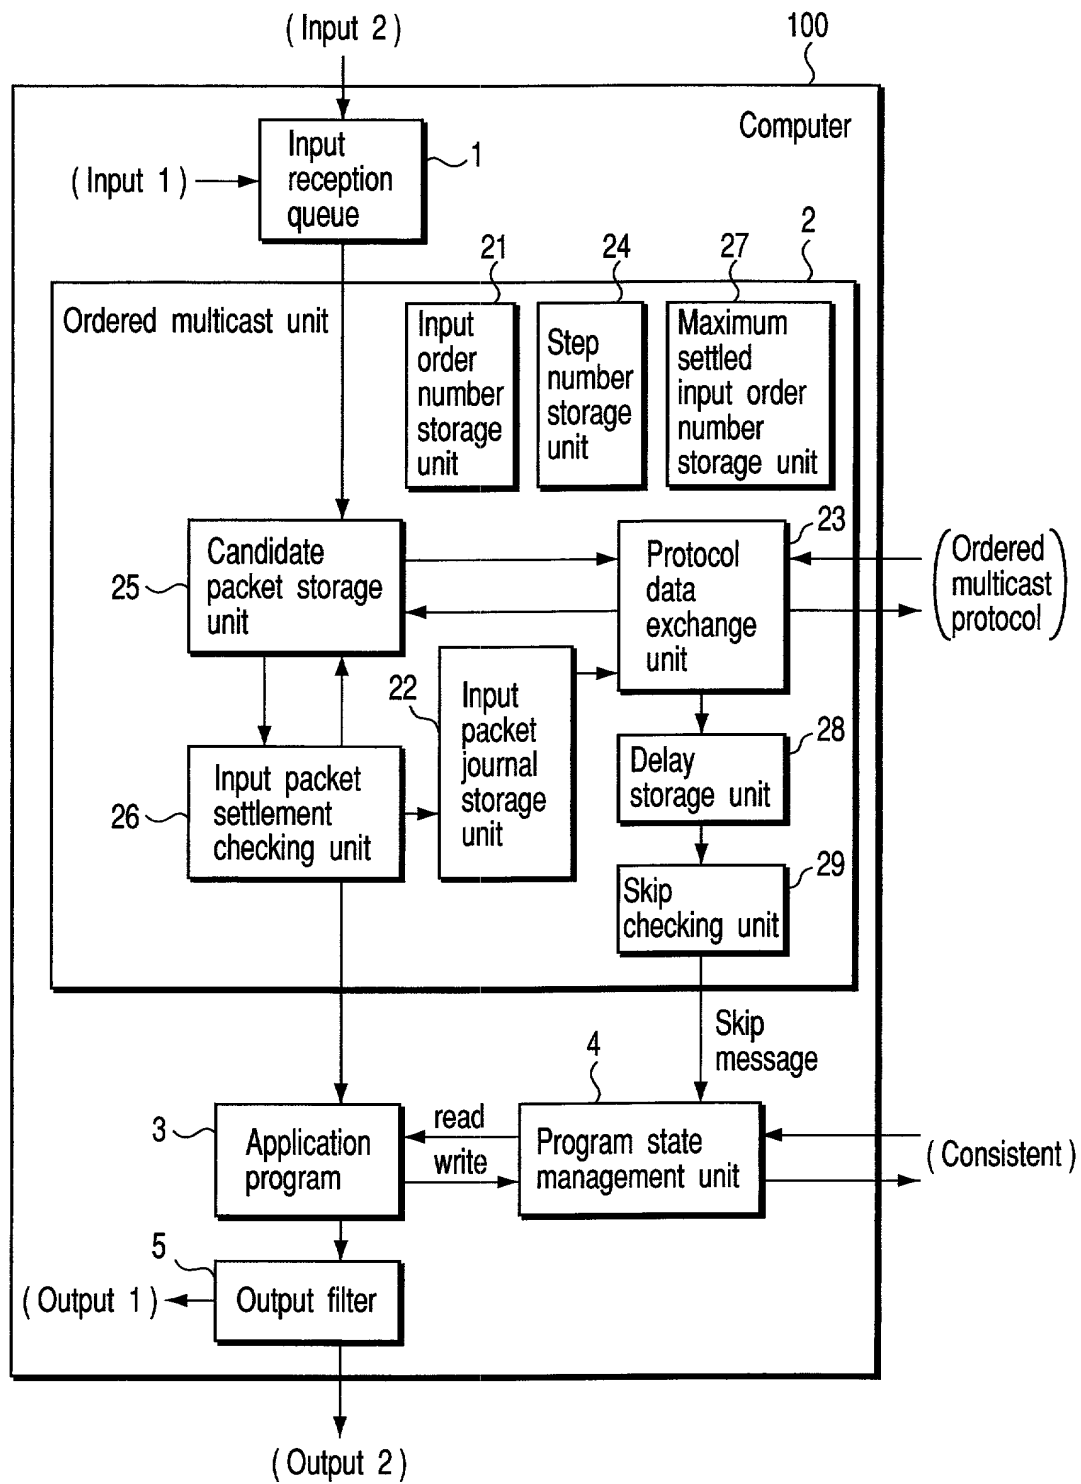 ( Input 2 )
100
Computer
Input
reception
queue
1
( Input 1 )
2
21
24
27
Ordered multicast unit
Input
order
number
storage
unit
Step
number
storage
unit
Maximum
settled
input order
number
storage unit
23
Candidate
packet storage
unit
25
Protocol
data
exchange
unit
( Ordered
multicast
protocol )
22
Input
packet
journal
storage
unit
28
Delay
storage unit
Input packet
settlement
checking unit
26
29
Skip
checking unit
Skip
message
4
3
Application
program
read
write
Program state
management unit
( Consistent )
5
( Output 1 )
Output filter
( Output 2 )